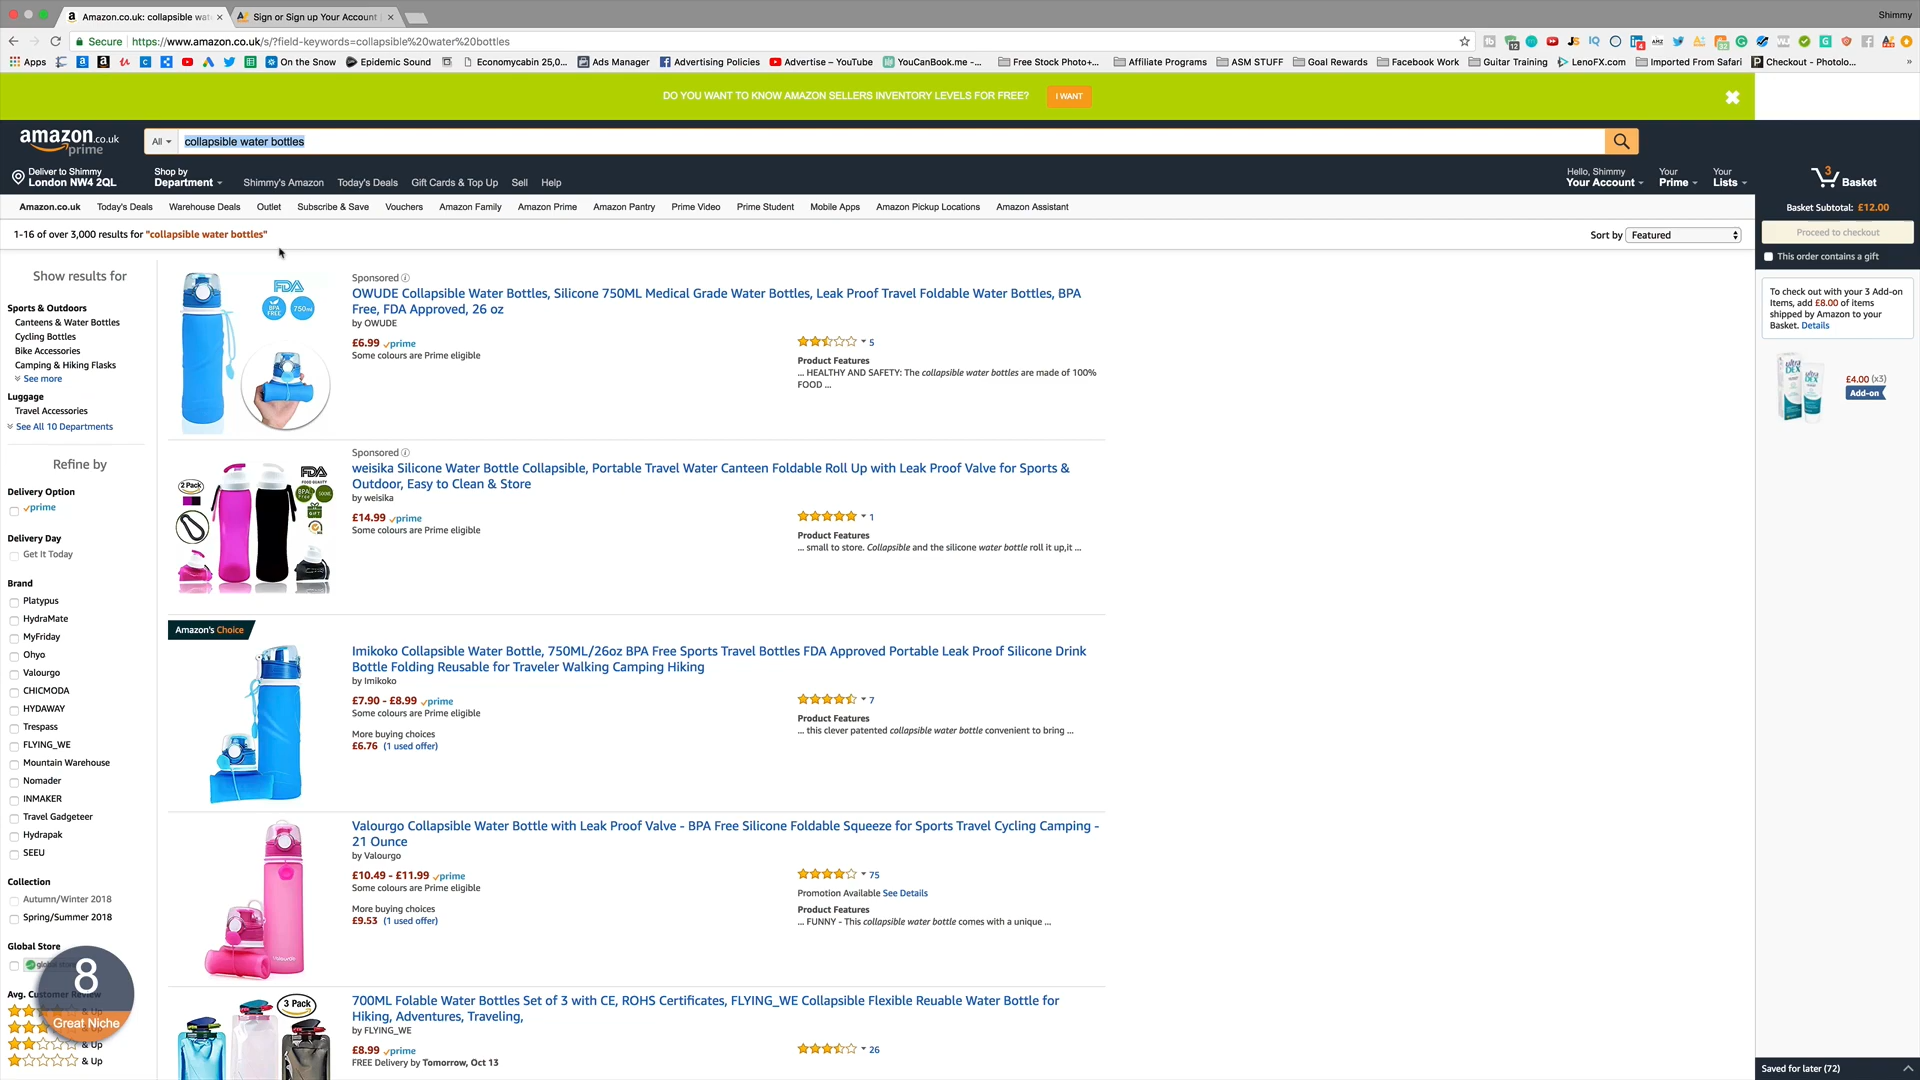 Amazon.co.uk: collapsible wat
Sign or Sign up Your Account
Shimmy
Secure
https://www.amazon.co.uk/s/?field-keywords=collapsible%20water%20bottles
Apps
On the Snow
Epidemic Sound
Economycabin 25,0...
Ads Manager
Advertising Policies
Advertise – YouTube
YouCanBook.me -...
Free Stock Photo+...
Affiliate Programs
ASM STUFF
Goal Rewards
Facebook Work
Guitar Training
LenoFX.com
Imported From Safari
Checkout - Photolo...
DO YOU WANT TO KNOW AMAZON SELLERS INVENTORY LEVELS FOR FREE?
I WANT
amazon.co.uk
prime
All
collapsible water bottles
Deliver to Shimmy
London NW4 2QL
Shop by
Department
Shimmy's Amazon
Today's Deals
Gift Cards & Top Up
Sell
Help
Hello, Shimmy
Your Account
Your
Prime
Your
Lists
3
Basket
Amazon.co.uk
Today's Deals
Warehouse Deals
Outlet
Subscribe & Save
Vouchers
Amazon Family
Amazon Prime
Amazon Pantry
Prime Video
Prime Student
Mobile Apps
Amazon Pickup Locations
Amazon Assistant
Basket Subtotal: £12.00
Proceed to checkout
This order contains a gift
To check out with your 3 Add-on
Items, add £8.00 of items
shipped by Amazon to your
Basket. Details
£4.00 (x3)
Add-on
Saved for later (72)
1-16 of over 3,000 results for "collapsible water bottles"
Sort by
Featured
Show results for
Sports & Outdoors
Canteens & Water Bottles
Cycling Bottles
Bike Accessories
Camping & Hiking Flasks
See more
Luggage
Travel Accessories
See All 10 Departments
Refine by
Delivery Option
prime
Delivery Day
Get It Today
Brand
Platypus
HydraMate
MyFriday
Ohyo
Valourgo
CHICMODA
HYDAWAY
Trespass
FLYING_WE
Mountain Warehouse
Nomader
INMAKER
Travel Gadgeteer
Hydrapak
SEEU
Collection
Autumn/Winter 2018
Spring/Summer 2018
Global Store
Avg. Customer Review
& Up
& Up
& Up
& Up
8
Great Niche
Sponsored
OWUDE Collapsible Water Bottles, Silicone 750ML Medical Grade Water Bottles, Leak Proof Travel Foldable Water Bottles, BPA
Free, FDA Approved, 26 oz
by OWUDE
£6.99 prime
Some colours are Prime eligible
5
Product Features
... HEALTHY AND SAFETY: The collapsible water bottles are made of 100%
FOOD ...
FDA
BPA FREE
750ml
Sponsored
weisika Silicone Water Bottle Collapsible, Portable Travel Water Canteen Foldable Roll Up with Leak Proof Valve for Sports &
Outdoor, Easy to Clean & Store
by weisika
£14.99 prime
Some colours are Prime eligible
1
Product Features
... small to store. Collapsible and the silicone water bottle roll it up,it ...
2 Pack
FDA
GIFT
Amazon's Choice
Imikoko Collapsible Water Bottle, 750ML/26oz BPA Free Sports Travel Bottles FDA Approved Portable Leak Proof Silicone Drink
Bottle Folding Reusable for Traveler Walking Camping Hiking
by Imikoko
£7.90 - £8.99 prime
Some colours are Prime eligible
More buying choices
£6.76 (1 used offer)
7
Product Features
... this clever patented collapsible water bottle convenient to bring ...
Valourgo Collapsible Water Bottle with Leak Proof Valve - BPA Free Silicone Foldable Squeeze for Sports Travel Cycling Camping -
21 Ounce
by Valourgo
£10.49 - £11.99 prime
Some colours are Prime eligible
More buying choices
£9.53 (1 used offer)
75
Promotion Available See Details
Product Features
... FUNNY - This collapsible water bottle comes with a unique ...
3 Pack
700ML Folable Water Bottles Set of 3 with CE, ROHS Certificates, FLYING_WE Collapsible Flexible Reuable Water Bottle for
Hiking, Adventures, Traveling,
by FLYING_WE
£8.99 prime
FREE Delivery by Tomorrow, Oct 13
26